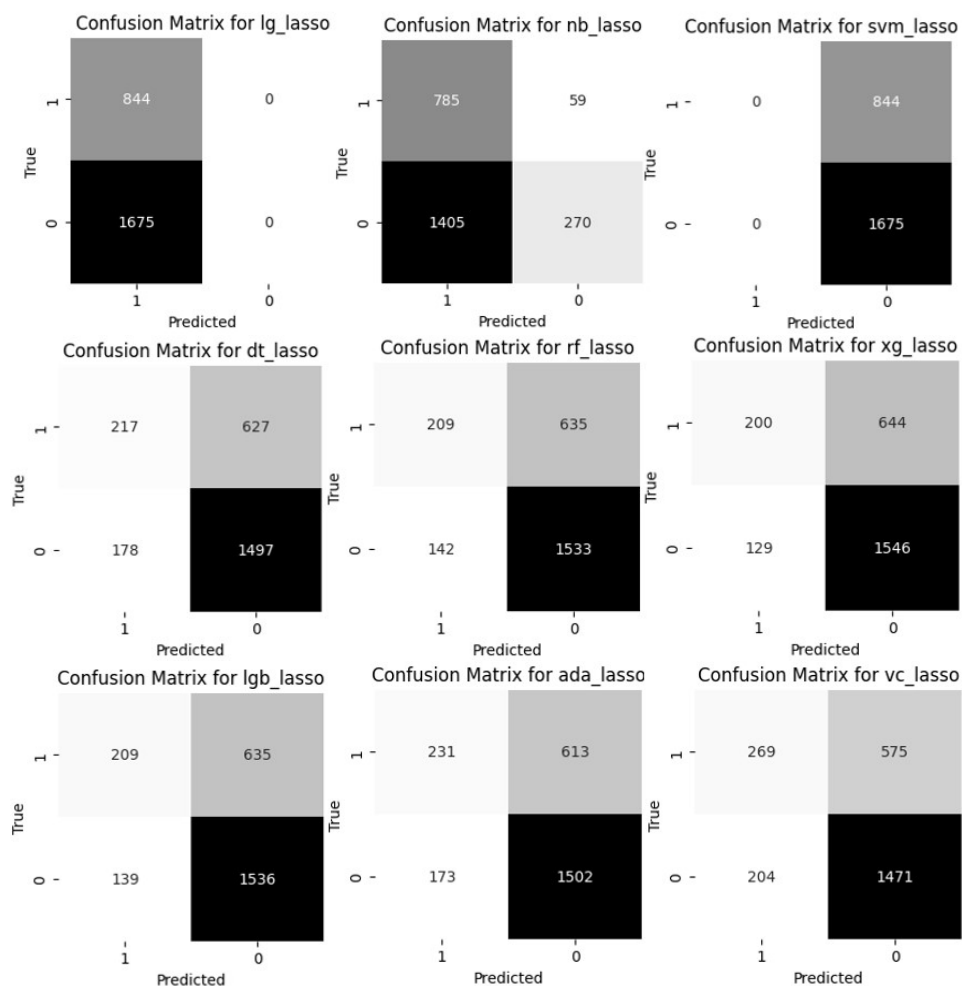 Confusion Matrix for lg_lasso
True
1
844
0
0
1675
0
1
0
Predicted
Confusion Matrix for nb_lasso
True
1
785
59
0
1405
270
1
0
Predicted
Confusion Matrix for svm_lasso
True
1
0
844
0
0
1675
1
0
Predicted
Confusion Matrix for dt_lasso
True
1
217
627
0
178
1497
1
0
Predicted
Confusion Matrix for rf_lasso
True
1
209
635
0
142
1533
1
0
Predicted
Confusion Matrix for xg_lasso
True
1
200
644
0
129
1546
1
0
Predicted
Confusion Matrix for lgb_lasso
True
1
209
635
0
139
1536
1
0
Predicted
Confusion Matrix for ada_lasso
True
1
231
613
0
173
1502
1
0
Predicted
Confusion Matrix for vc_lasso
True
1
269
575
0
204
1471
1
0
Predicted